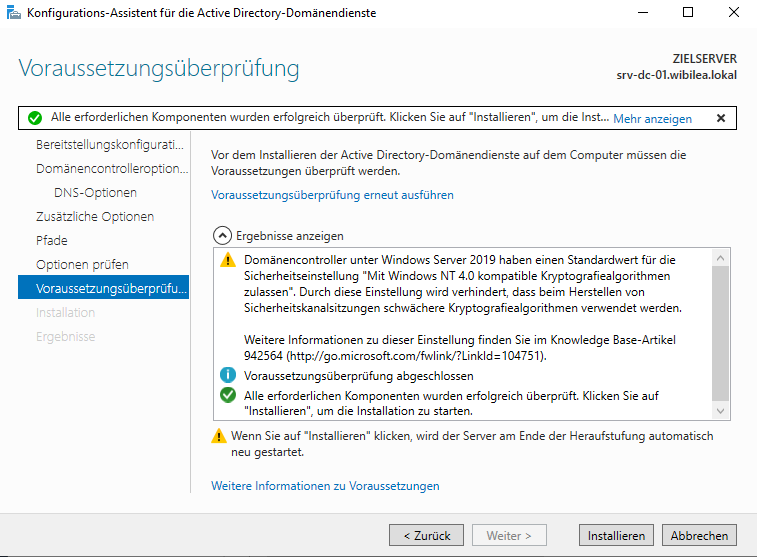 Konfigurations-Assistent für die Active Directory-Domänendienste
Voraussetzungsüberprüfung
ZIELSERVER
srv-dc-01.wibilea.lokal
Alle erforderlichen Komponenten wurden erfolgreich überprüft. Klicken Sie auf "Installieren", um die Inst... Mehr anzeigen
Bereitstellungskonfigurati...
Domänencontrolleroption...
DNS-Optionen
Zusätzliche Optionen
Pfade
Optionen prüfen
Voraussetzungsüberprüfu...
Installation
Ergebnisse
Vor dem Installieren der Active Directory-Domänendienste auf dem Computer müssen die
Voraussetzungen überprüft werden.
Voraussetzungsüberprüfung erneut ausführen
Ergebnisse anzeigen
Domänencontroller unter Windows Server 2019 haben einen Standardwert für die
Sicherheitseinstellung "Mit Windows NT 4.0 kompatible Kryptografiealgorithmen
zulassen". Durch diese Einstellung wird verhindert, dass beim Herstellen von
Sicherheitskanalsitzungen schwächere Kryptografiealgorithmen verwendet werden.
Weitere Informationen zu dieser Einstellung finden Sie im Knowledge Base-Artikel
942564 (http://go.microsoft.com/fwlink/?LinkId=104751).
Voraussetzungsüberprüfung abgeschlossen
Alle erforderlichen Komponenten wurden erfolgreich überprüft. Klicken Sie auf
"Installieren", um die Installation zu starten.
Wenn Sie auf "Installieren" klicken, wird der Server am Ende der Heraufstufung automatisch
neu gestartet.
Weitere Informationen zu Voraussetzungen
< Zurück
Weiter >
Installieren
Abbrechen